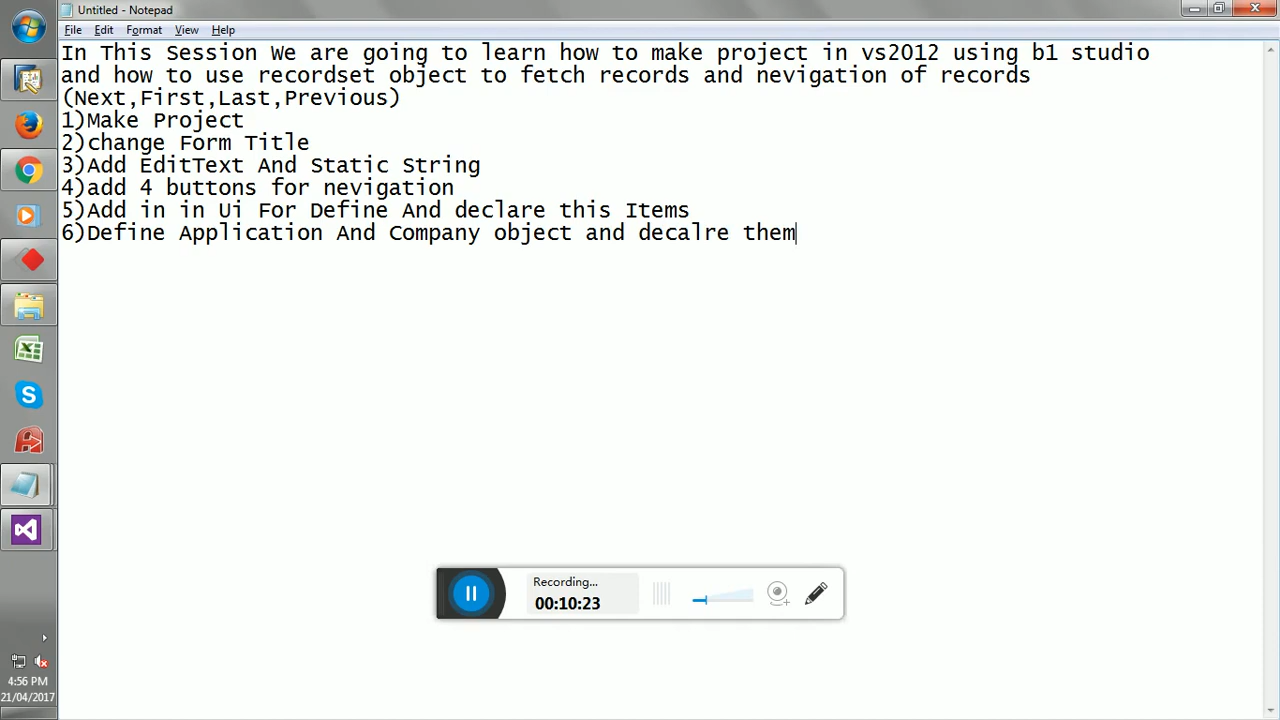 Untitled - Notepad
File Edit Format View Help
In This Session We are going to learn how to make project in vs2012 using b1 studio
and how to use recordset object to fetch records and nevigation of records
(Next,First,Last,Previous)
1)Make Project
2)change Form Title
3)Add EditText And Static String
4)add 4 buttons for nevigation
5)Add in in Ui For Define And declare this Items
6)Define Application And Company object and decalre them
Recording...
00:10:23
4:56 PM
21/04/2017